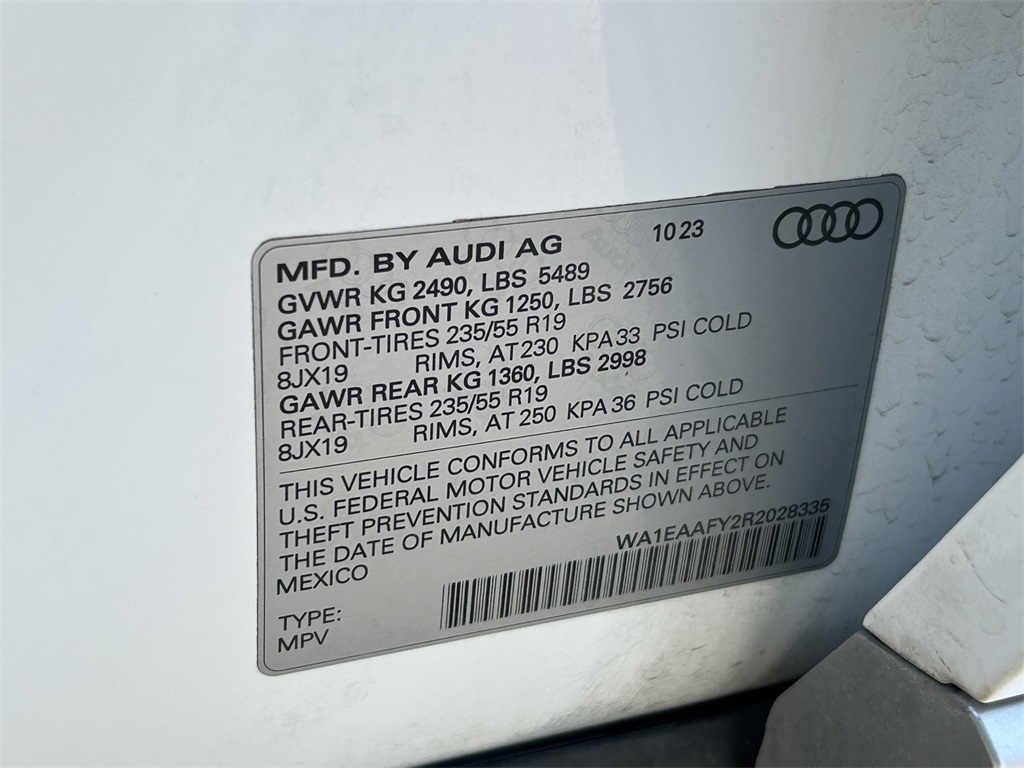 MFD. BY AUDI AG 10 23
GVWR KG 2490, LBS 5489
GAWR FRONT KG 1250, LBS 2756
FRONT-TIRES 235/55 R19
8JX19 RIMS, AT 230 KPA 33 PSI COLD
GAWR REAR KG 1360, LBS 2998
REAR-TIRES 235/55 R19
8JX19 RIMS, AT 250 KPA 36 PSI COLD
THIS VEHICLE CONFORMS TO ALL APPLICABLE
U.S. FEDERAL MOTOR VEHICLE SAFETY AND
THEFT PREVENTION STANDARDS IN EFFECT ON
THE DATE OF MANUFACTURE SHOWN ABOVE.
MEXICO WA1EAAFY2R2028335
TYPE:
MPV